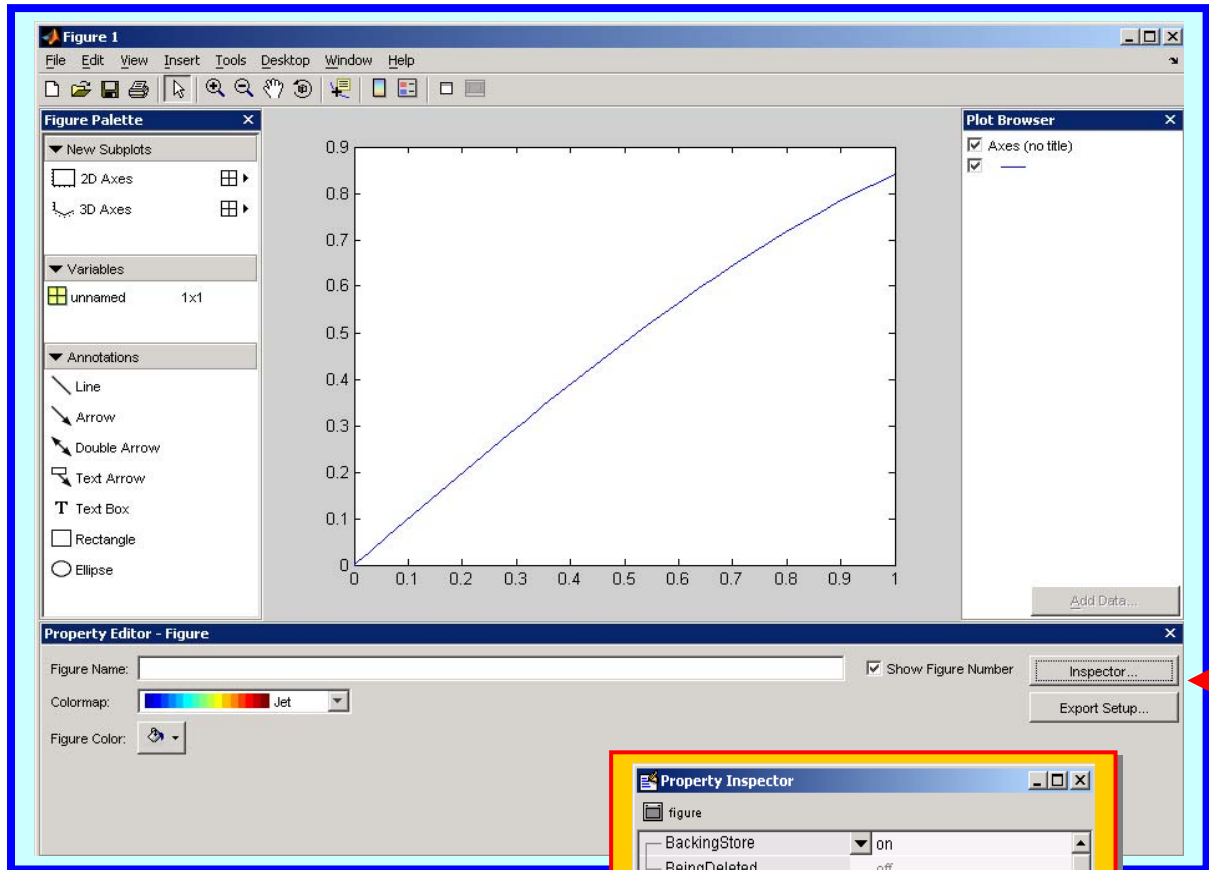 Figure 1
File Edit View Insert Tools Desktop Window Help
Figure Palette
New Subplots
2D Axes
3D Axes
Variables
unnamed 1x1
Annotations
Line
Arrow
Double Arrow
Text Arrow
T Text Box
Rectangle
Ellipse
0.9
0.8
0.7
0.6
0.5
0.4
0.3
0.2
0.1
0
0 0.1 0.2 0.3 0.4 0.5 0.6 0.7 0.8 0.9 1
Plot Browser
Axes (no title)
Add Data...
Property Editor - Figure
Figure Name:
Show Figure Number
Inspector...
Colormap: Jet
Export Setup...
Figure Color:
Property Inspector
figure
BackingStore on
BeingDeleted off